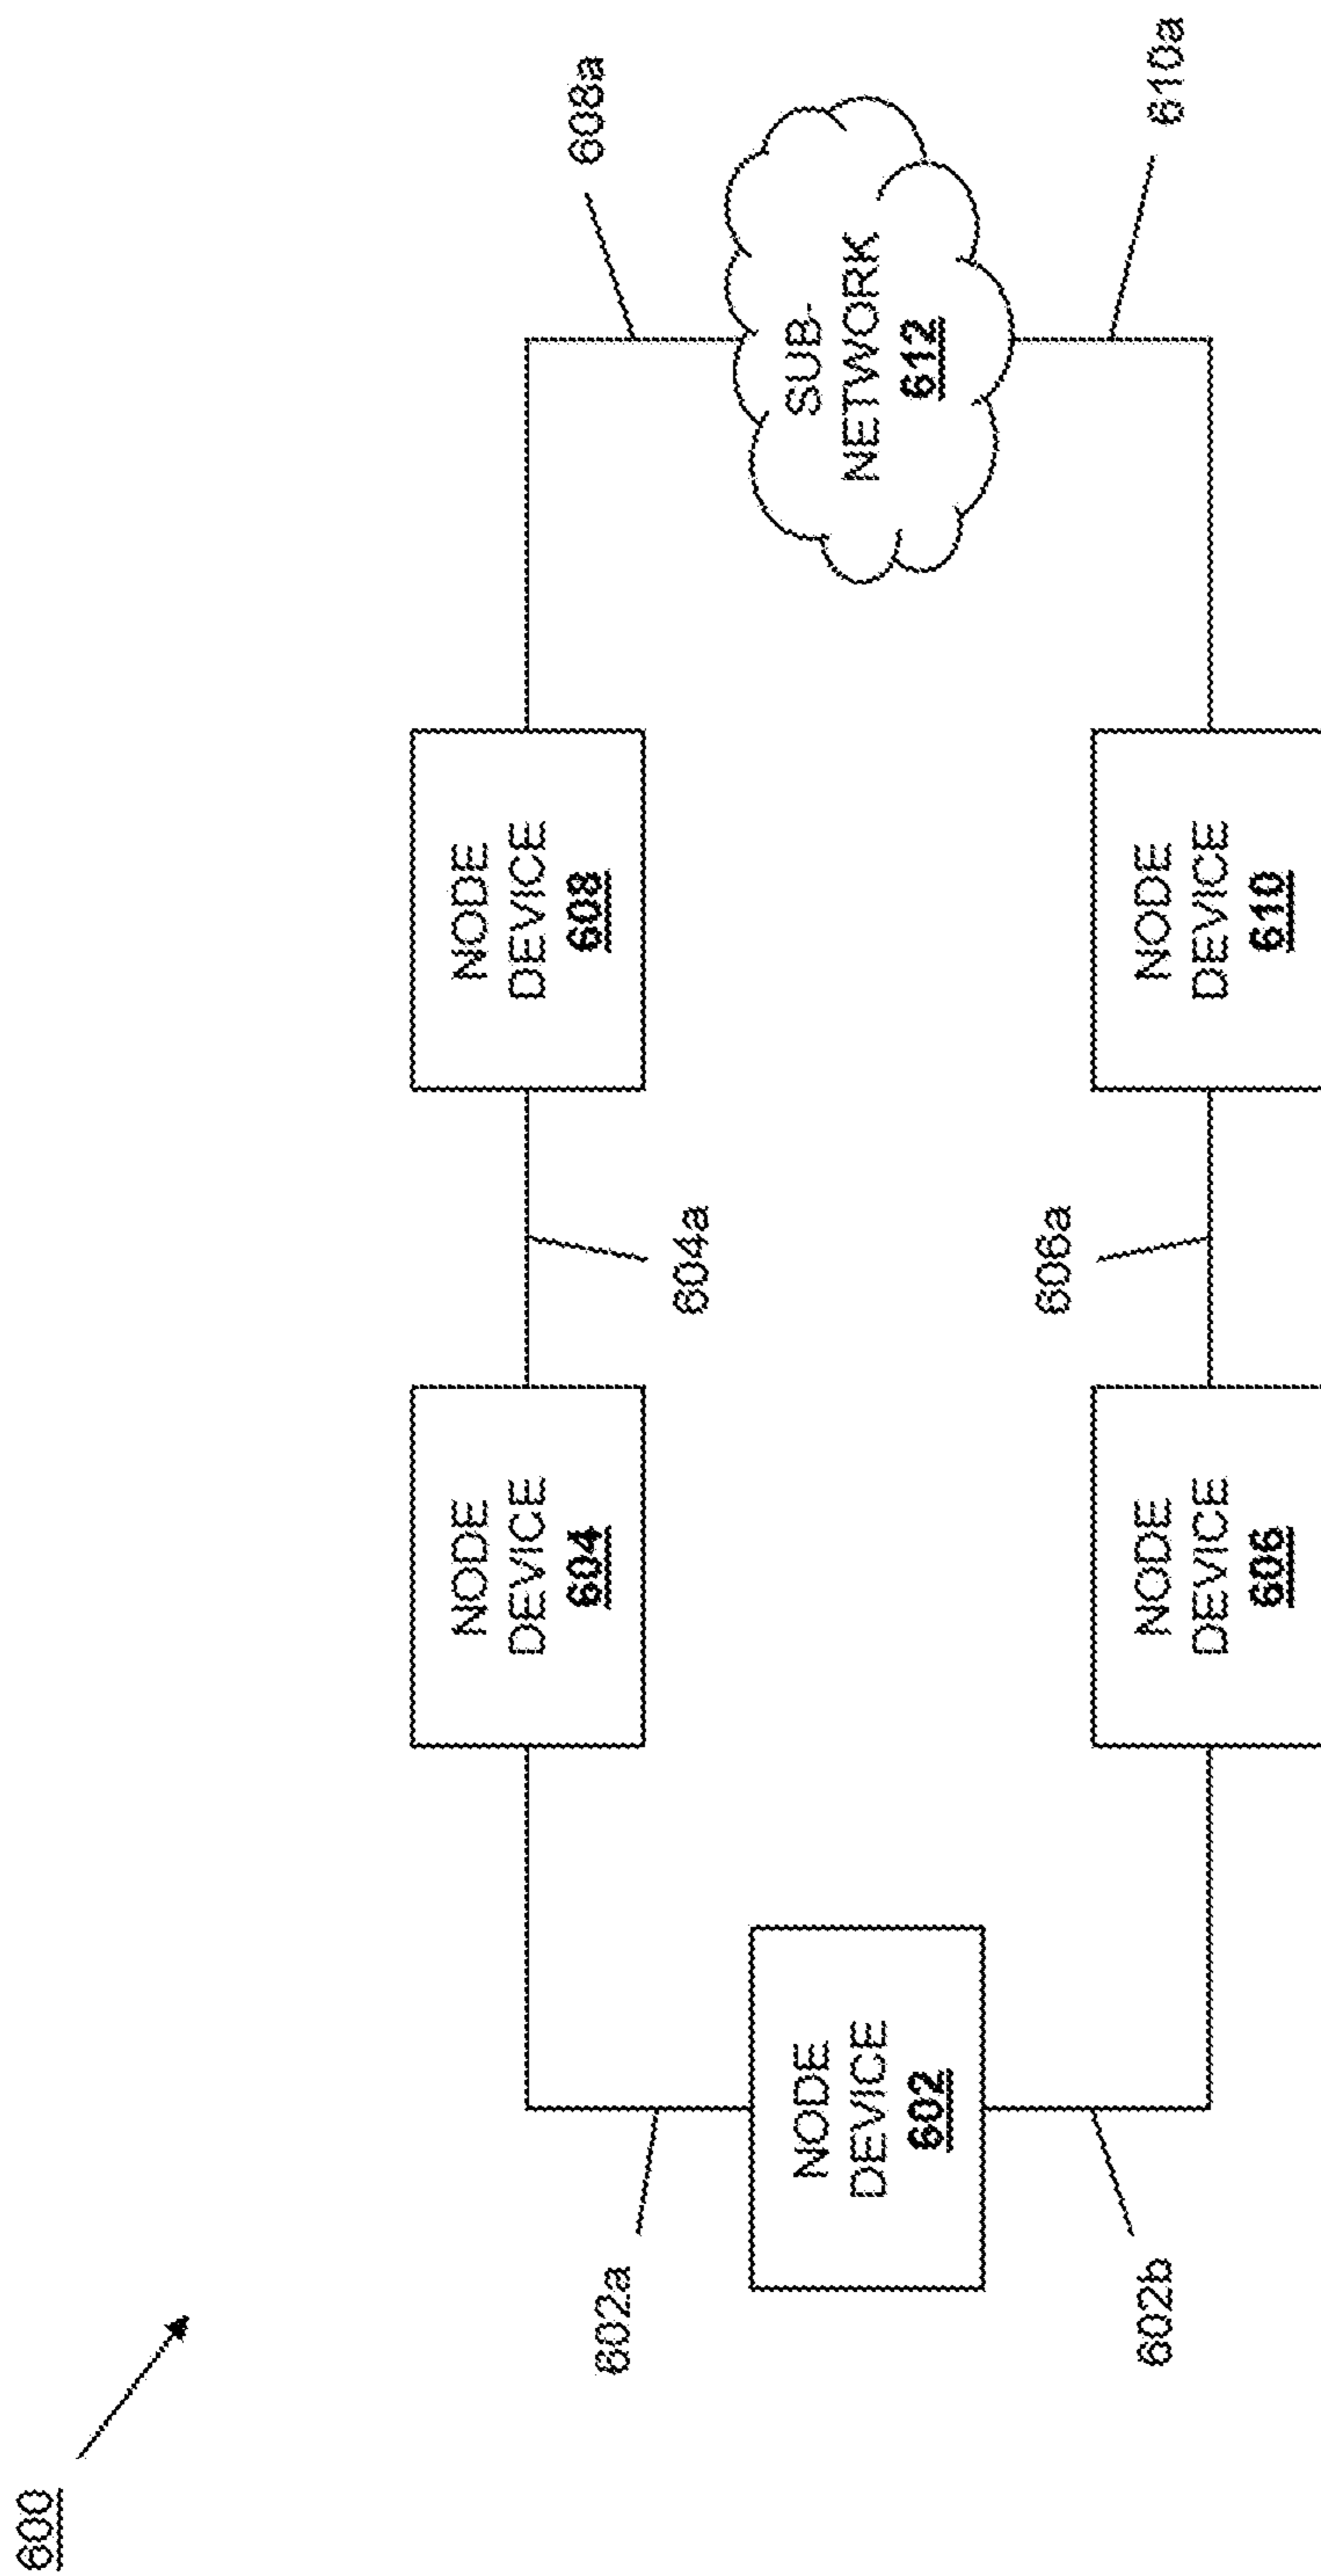 600
602a
NODE
DEVICE
602
602b
NODE
DEVICE
604
604a
NODE
DEVICE
606
606a
NODE
DEVICE
608
608a
NODE
DEVICE
610
610a
SUB-
NETWORK
612